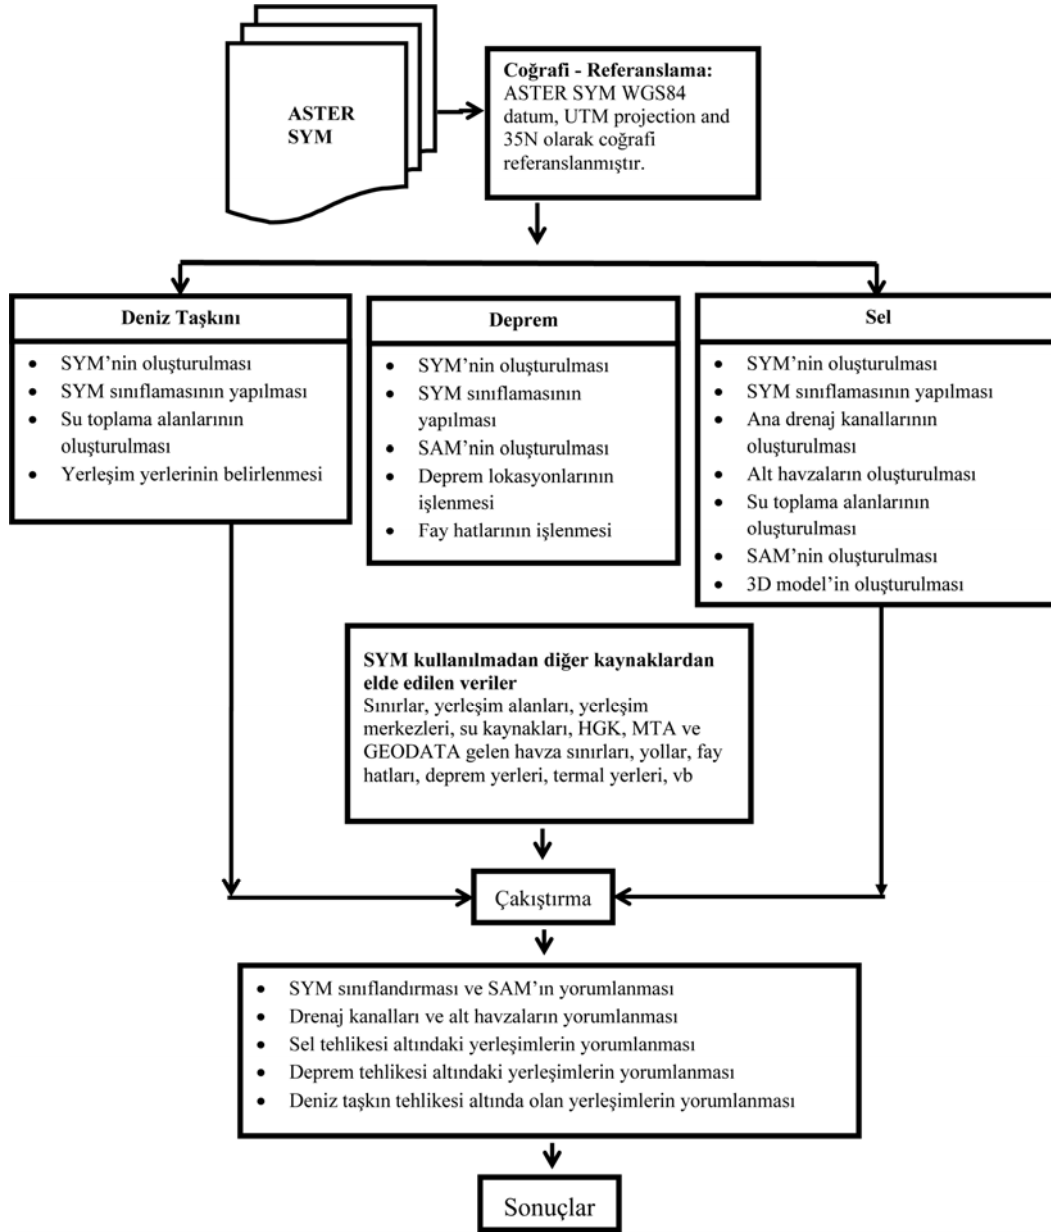 ASTER
SYM
Coğrafi - Referanslama:
ASTER SYM WGS84
datum, UTM projection and
35N olarak coğrafi
referanslanmıştır.
Deniz Taşkını
• SYM’nin oluşturulması
• SYM sınıflamasının yapılması
• Su toplama alanlarının
oluşturulması
• Yerleşim yerlerinin belirlenmesi
Deprem
• SYM’nin oluşturulması
• SYM sınıflamasının
yapılması
• SAM’nin oluşturulması
• Deprem lokasyonlarının
işlenmesi
• Fay hatlarının işlenmesi
Sel
• SYM’nin oluşturulması
• SYM sınıflamasının yapılması
• Ana drenaj kanallarının
oluşturulması
• Alt havzaların oluşturulması
• Su toplama alanlarının
oluşturulması
• SAM’nin oluşturulması
• 3D model’in oluşturulması
SYM kullanılmadan diğer kaynaklardan
elde edilen veriler
Sınırlar, yerleşim alanları, yerleşim
merkezleri, su kaynakları, HGK, MTA ve
GEODATA gelen havza sınırları, yollar, fay
hatları, deprem yerleri, termal yerleri, vb
Çakıştırma
• SYM sınıflandırması ve SAM’ın yorumlanması
• Drenaj kanalları ve alt havzaların yorumlanması
• Sel tehlikesi altındaki yerleşimlerin yorumlanması
• Deprem tehlikesi altındaki yerleşimlerin yorumlanması
• Deniz taşkın tehlikesi altında olan yerleşimlerin yorumlanması
Sonuçlar